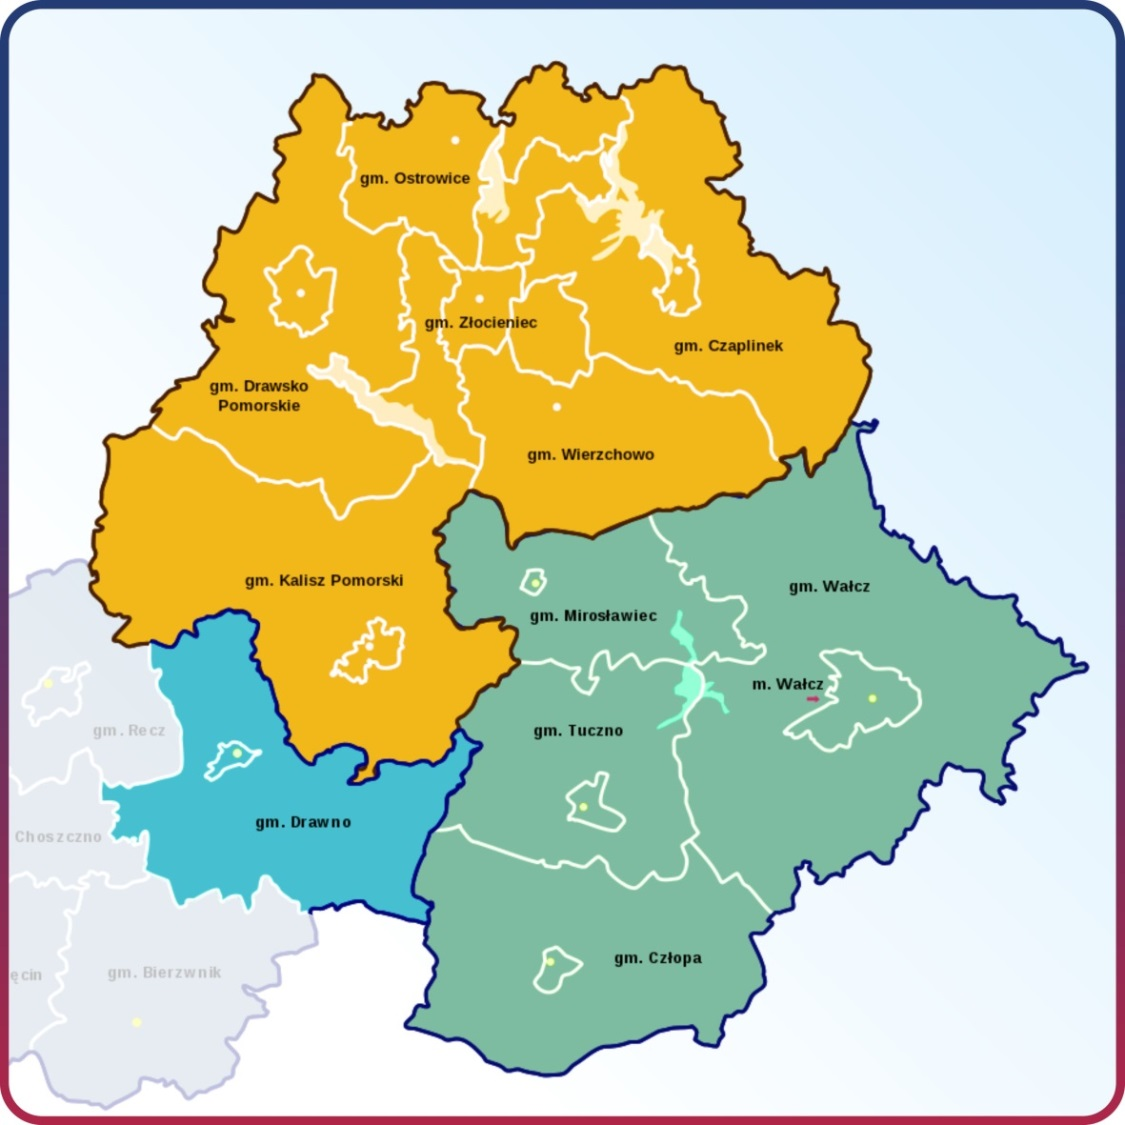 gm. Ostrowice
gm. Złocieniec
gm. Czaplinek
gm. Drawsko
Pomorskie
gm. Wierzchowo
gm. Kalisz Pomorski
gm. Wałcz
gm. Mirosławiec
m. Wałcz
gm. Recz
gm. Tuczno
gm. Drawno
Choszczno
gm. Człopa
gm. Bierzwnik
ęcin